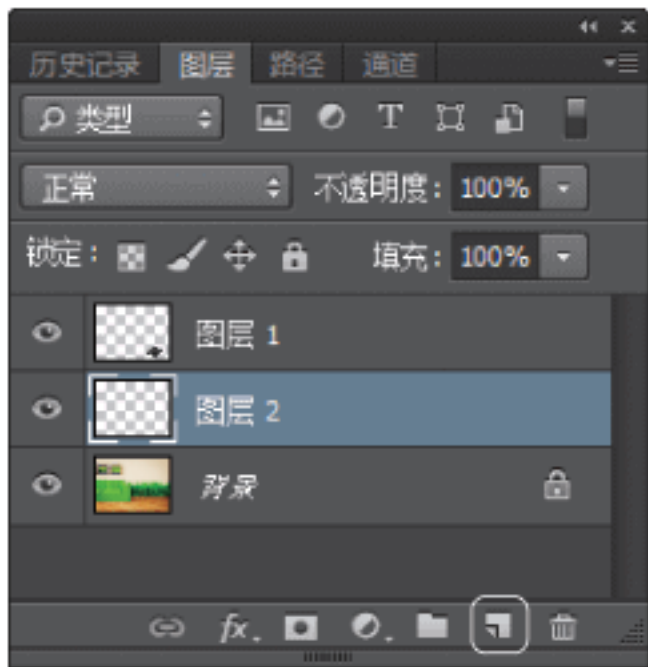 历史记录 图层 路径 通道
类型 T
正常 不透明度: 100%
锁定: 填充: 100%
图层 1
图层 2
背景
fx.